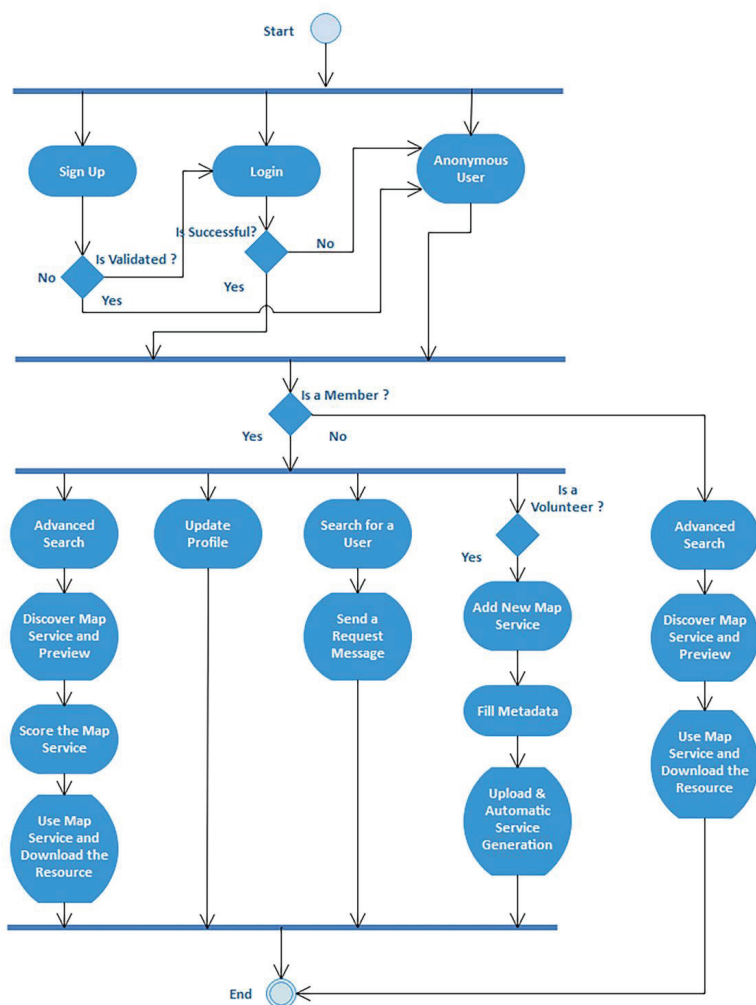 Start
Sign Up
Login
Anonymous
User
Is Successful?
No
Is Validated ?
No
Yes
Yes
Is a Member ?
Yes
No
Is a
Volunteer ?
Yes
Advanced
Search
Update
Profile
Search for a
User
Advanced
Search
Discover Map
Service and
Preview
Send a
Request
Message
Add New Map
Service
Discover Map
Service and
Preview
Score the Map
Service
Fill Metadata
Use Map
Service and
Download the
Resource
Use Map
Service and
Download the
Resource
Upload &
Automatic
Service
Generation
End